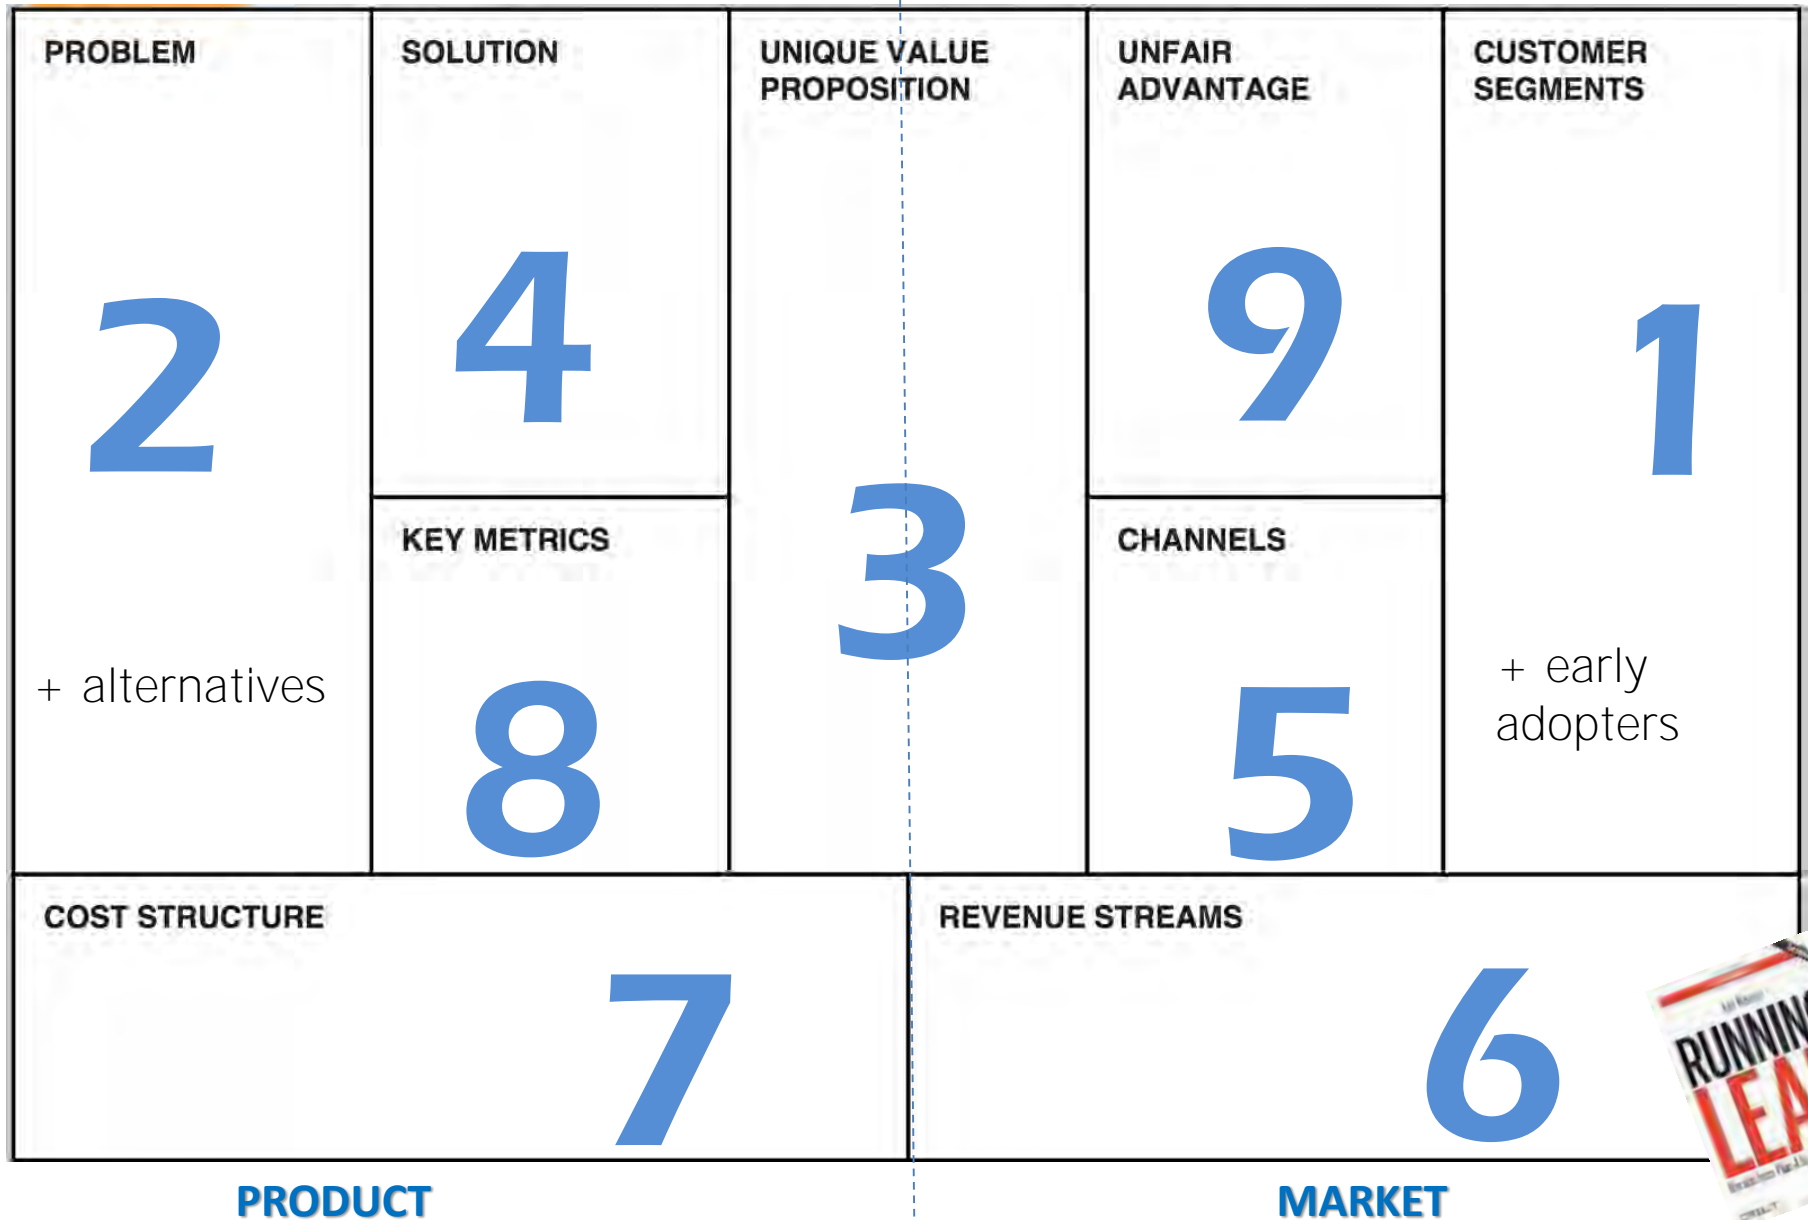 PROBLEM
2
+ alternatives
SOLUTION
4
KEY METRICS
8
UNIQUE VALUE
PROPOSITION
3
UNFAIR
ADVANTAGE
9
CHANNELS
5
CUSTOMER
SEGMENTS
1
+ early
adopters
COST STRUCTURE
7
REVENUE STREAMS
6
RUNNIN
LEA
PRODUCT
MARKET